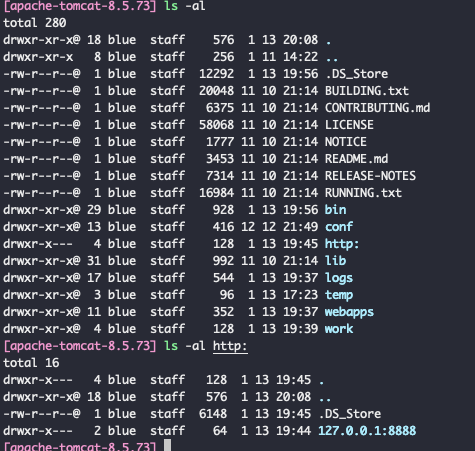 [apache-tomcat-8.5.73] ls -al
total 280
drwxr-xr-x@ 18 blue  staff    576  1 13 20:08 .
drwxr-xr-x   8 blue  staff    256  1 11 14:22 ..
-rw-r--r--@  1 blue  staff  12292  1 13 19:56 .DS_Store
-rw-r--r--@  1 blue  staff  20048 11 10 21:14 BUILDING.txt
-rw-r--r--@  1 blue  staff   6375 11 10 21:14 CONTRIBUTING.md
-rw-r--r--@  1 blue  staff  58068 11 10 21:14 LICENSE
-rw-r--r--@  1 blue  staff   1777 11 10 21:14 NOTICE
-rw-r--r--@  1 blue  staff   3453 11 10 21:14 README.md
-rw-r--r--@  1 blue  staff   7314 11 10 21:14 RELEASE-NOTES
-rw-r--r--@  1 blue  staff  16984 11 10 21:14 RUNNING.txt
drwxr-xr-x@ 29 blue  staff    928  1 13 19:56 bin
drwxr-xr-x@ 13 blue  staff    416 12 12 21:49 conf
drwxr-x---   4 blue  staff    128  1 13 19:45 http:
drwxr-xr-x@ 31 blue  staff    992 11 10 21:14 lib
drwxr-xr-x@ 17 blue  staff    544  1 13 19:37 logs
drwxr-xr-x@  3 blue  staff     96  1 13 17:23 temp
drwxr-xr-x@ 11 blue  staff    352  1 13 19:37 webapps
drwxr-xr-x@  4 blue  staff    128  1 13 19:39 work
[apache-tomcat-8.5.73] ls -al http:
total 16
drwxr-x---   4 blue  staff   128  1 13 19:45 .
drwxr-xr-x@ 18 blue  staff   576  1 13 20:08 ..
-rw-r--r--@  1 blue  staff  6148  1 13 19:45 .DS_Store
drwxr-x---   2 blue  staff    64  1 13 19:44 127.0.0.1:8888
[apache-tomcat-8.5.73]